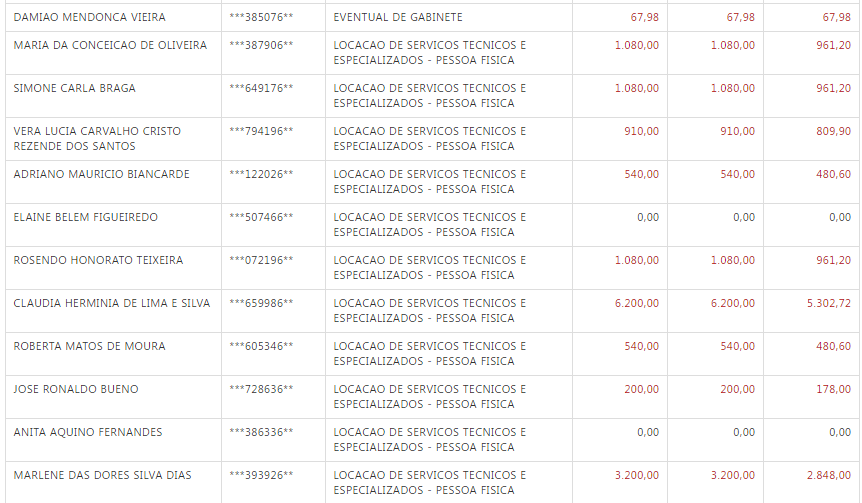 DAMIAO MENDONCA VIEIRA ***385076** EVENTUAL DE GABINETE 67,98 67,98 67,98
MARIA DA CONCEICAO DE OLIVEIRA ***387906** LOCACAO DE SERVICOS TECNICOS E 1.080,00 1.080,00 961,20
ESPECIALIZADOS - PESSOA FISICA
SIMONE CARLA BRAGA ***649176** LOCACAO DE SERVICOS TECNICOS E 1.080,00 1.080,00 961,20
ESPECIALIZADOS - PESSOA FISICA
VERA LUCIA CARVALHO CRISTO ***794196** LOCACAO DE SERVICOS TECNICOS E 910,00 910,00 809,90
REZENDE DOS SANTOS ESPECIALIZADOS - PESSOA FISICA
ADRIANO MAURICIO BIANCARDE ***122026** LOCACAO DE SERVICOS TECNICOS E 540,00 540,00 480,60
ESPECIALIZADOS - PESSOA FISICA
ELAINE BELEM FIGUEIREDO ***507466** LOCACAO DE SERVICOS TECNICOS E 0,00 0,00 0,00
ESPECIALIZADOS - PESSOA FISICA
ROSENDO HONORATO TEIXEIRA ***072196** LOCACAO DE SERVICOS TECNICOS E 1.080,00 1.080,00 961,20
ESPECIALIZADOS - PESSOA FISICA
CLAUDIA HERMINIA DE LIMA E SILVA ***659986** LOCACAO DE SERVICOS TECNICOS E 6.200,00 6.200,00 5.302,72
ESPECIALIZADOS - PESSOA FISICA
ROBERTA MATOS DE MOURA ***605346** LOCACAO DE SERVICOS TECNICOS E 540,00 540,00 480,60
ESPECIALIZADOS - PESSOA FISICA
JOSE RONALDO BUENO ***728636** LOCACAO DE SERVICOS TECNICOS E 200,00 200,00 178,00
ESPECIALIZADOS - PESSOA FISICA
ANITA AQUINO FERNANDES ***386336** LOCACAO DE SERVICOS TECNICOS E 0,00 0,00 0,00
ESPECIALIZADOS - PESSOA FISICA
MARLENE DAS DORES SILVA DIAS ***393926** LOCACAO DE SERVICOS TECNICOS E 3.200,00 3.200,00 2.848,00
ESPECIALIZADOS - PESSOA FISICA